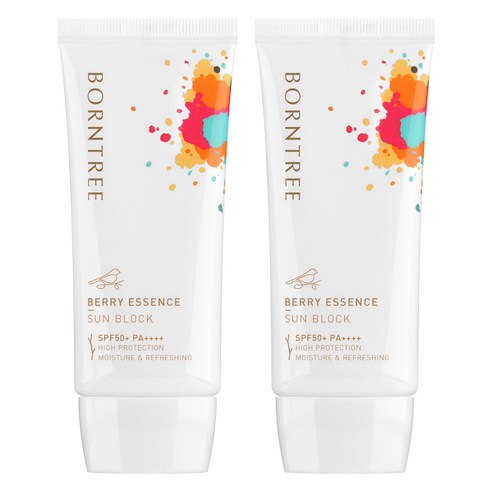 BORNTREE
BERRY ESSENCE
SUN BLOCK
SPF50+ PA++++
HIGH PROTECTION
MOISTURE & REFRESHING
BORNTREE
BERRY ESSENCE
SUN BLOCK
SPF50+ PA++++
HIGH PROTECTION
MOISTURE & REFRESHING